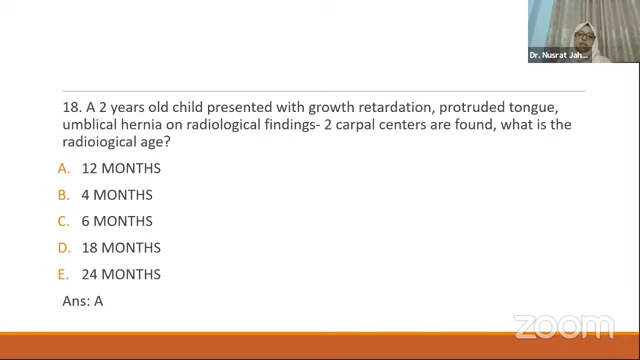 Dr. Nusrat Jah...
18. A 2 years old child presented with growth retardation, protruded tongue,
umblical hernia on radiological findings- 2 carpal centers are found, what is the
radioiogical age?
A. 12 MONTHS
B. 4 MONTHS
C. 6 MONTHS
D. 18 MONTHS
E. 24 MONTHS
Ans: A
zoom